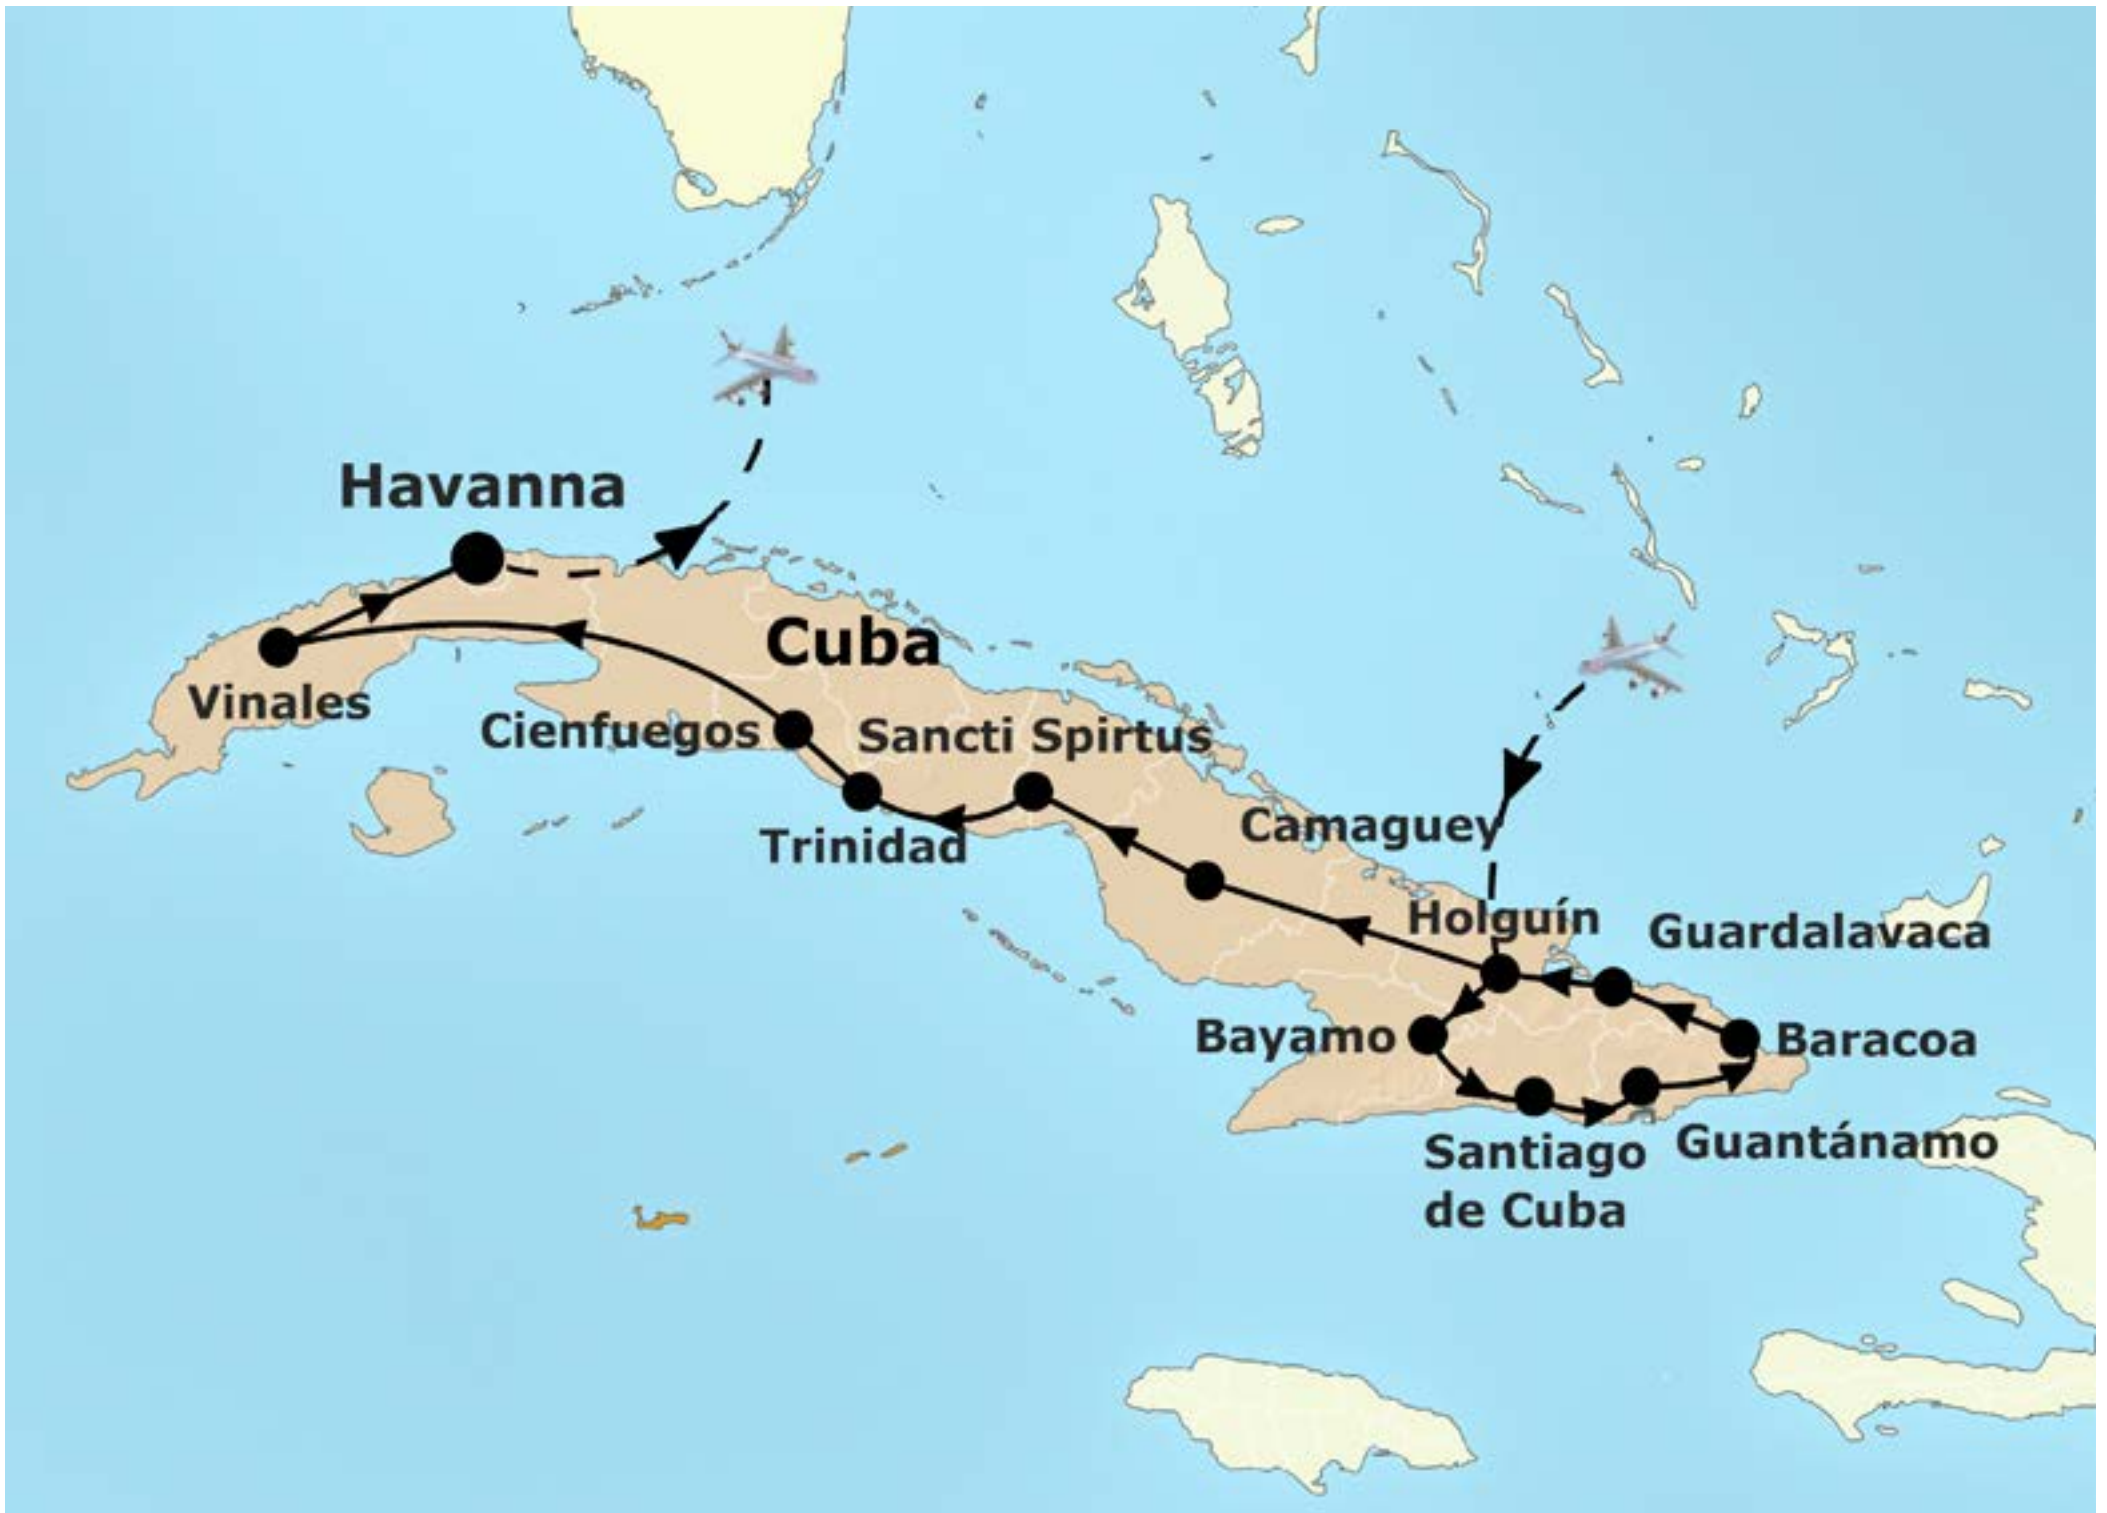 Havanna
Cuba
Vinales
Cienfuegos
Sancti Spirtus
Trinidad
Camaguey
Holguín
Guardalavaca
Bayamo
Baracoa
Santiago
de Cuba
Guantánamo